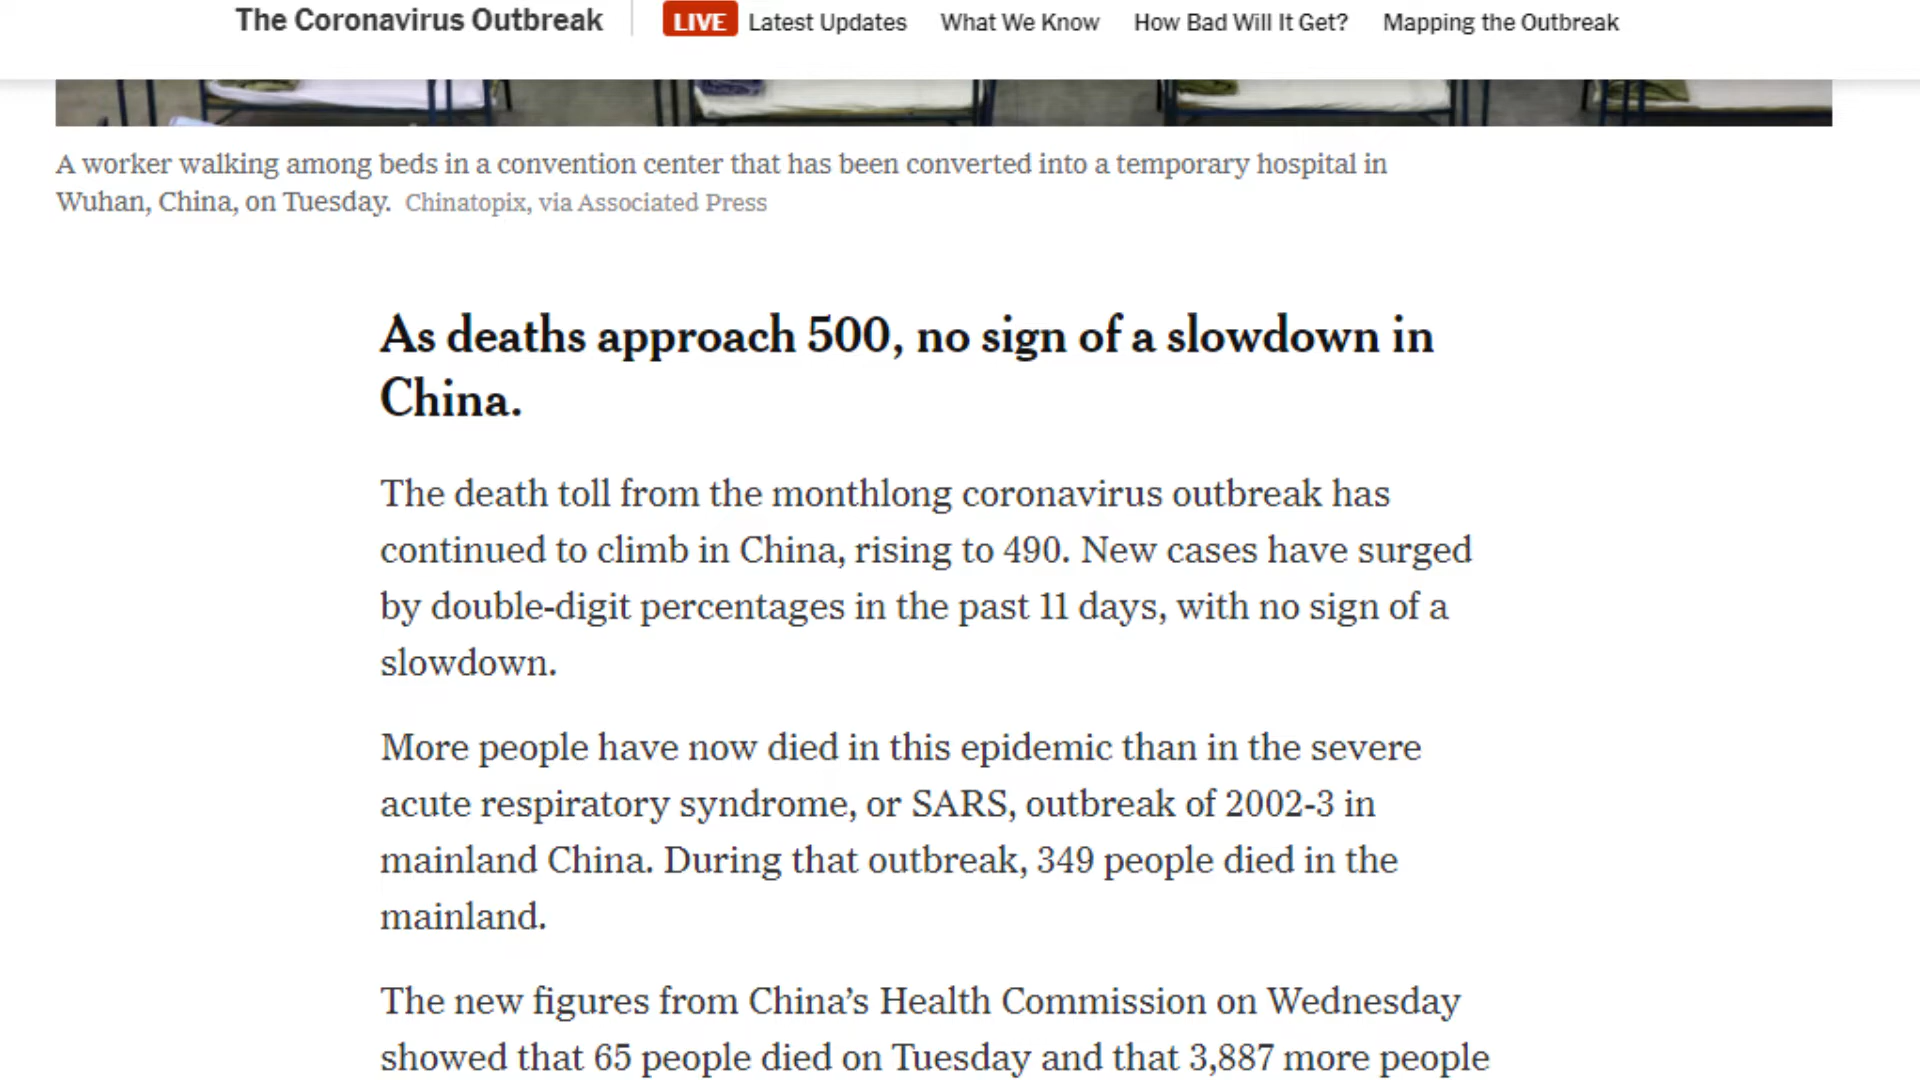 The Coronavirus Outbreak LIVE Latest Updates What We Know How Bad Will It Get? Mapping the Outbreak
A worker walking among beds in a convention center that has been converted into a temporary hospital in
Wuhan, China, on Tuesday. Chinatopix, via Associated Press
As deaths approach 500, no sign of a slowdown in
China.
The death toll from the monthlong coronavirus outbreak has
continued to climb in China, rising to 490. New cases have surged
by double-digit percentages in the past 11 days, with no sign of a
slowdown.
More people have now died in this epidemic than in the severe
acute respiratory syndrome, or SARS, outbreak of 2002-3 in
mainland China. During that outbreak, 349 people died in the
mainland.
The new figures from China’s Health Commission on Wednesday
showed that 65 people died on Tuesday and that 3,887 more people